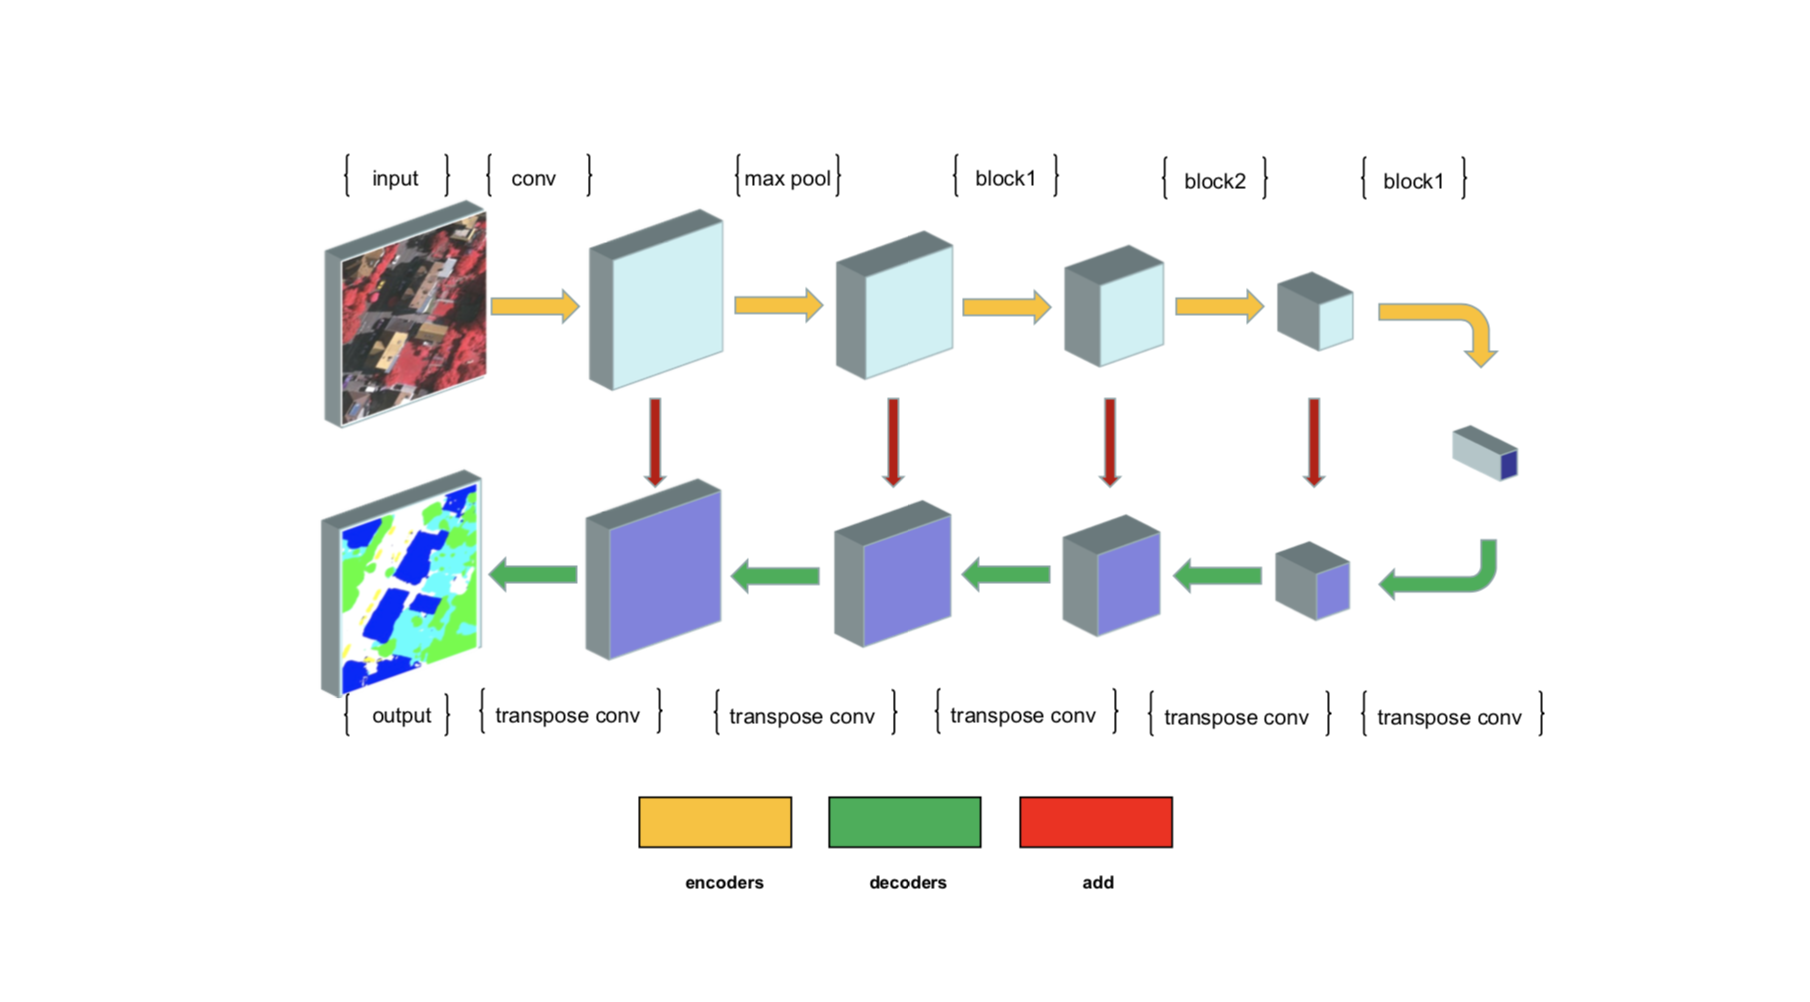 { input } { conv } {max pool} { block1 } { block2 } { block1 }
{ output } { transpose conv } { transpose conv } { transpose conv } { transpose conv } { transpose conv }
encoders decoders add